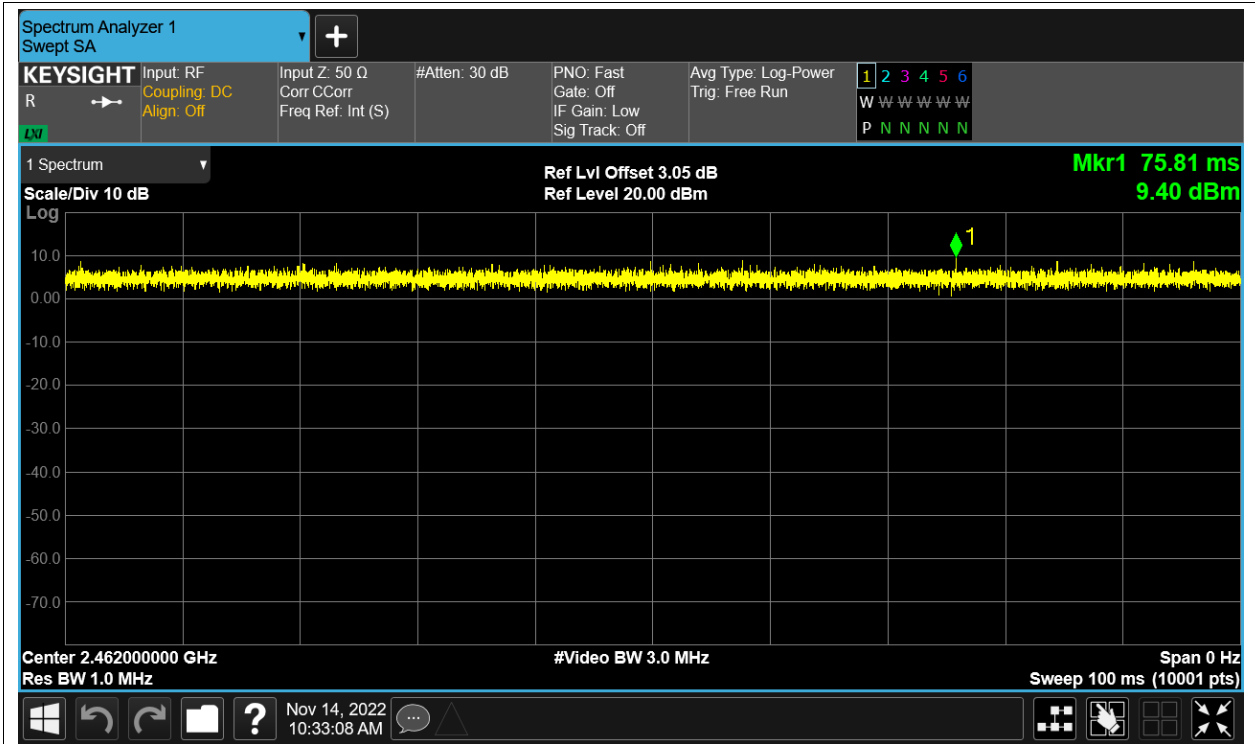 Spectrum Analyzer 1
Swept SA
+
KEYSIGHT
R
LXI
Input: RF
Coupling: DC
Align: Off
Input Z: 50 Ω
Corr CCorr
Freq Ref: Int (S)
#Atten: 30 dB
PNO: Fast
Gate: Off
IF Gain: Low
Sig Track: Off
Avg Type: Log-Power
Trig: Free Run
1 2 3 4 5 6
W W W W W W
P N N N N N
1 Spectrum
Scale/Div 10 dB
Ref Lvl Offset 3.05 dB
Ref Level 20.00 dBm
Mkr1 75.81 ms
9.40 dBm
Log
1
10.0
0.00
-10.0
-20.0
-30.0
-40.0
-50.0
-60.0
-70.0
Center 2.462000000 GHz
#Video BW 3.0 MHz
Span 0 Hz
Res BW 1.0 MHz
Sweep 100 ms (10001 pts)
?
Nov 14, 2022
10:33:08 AM